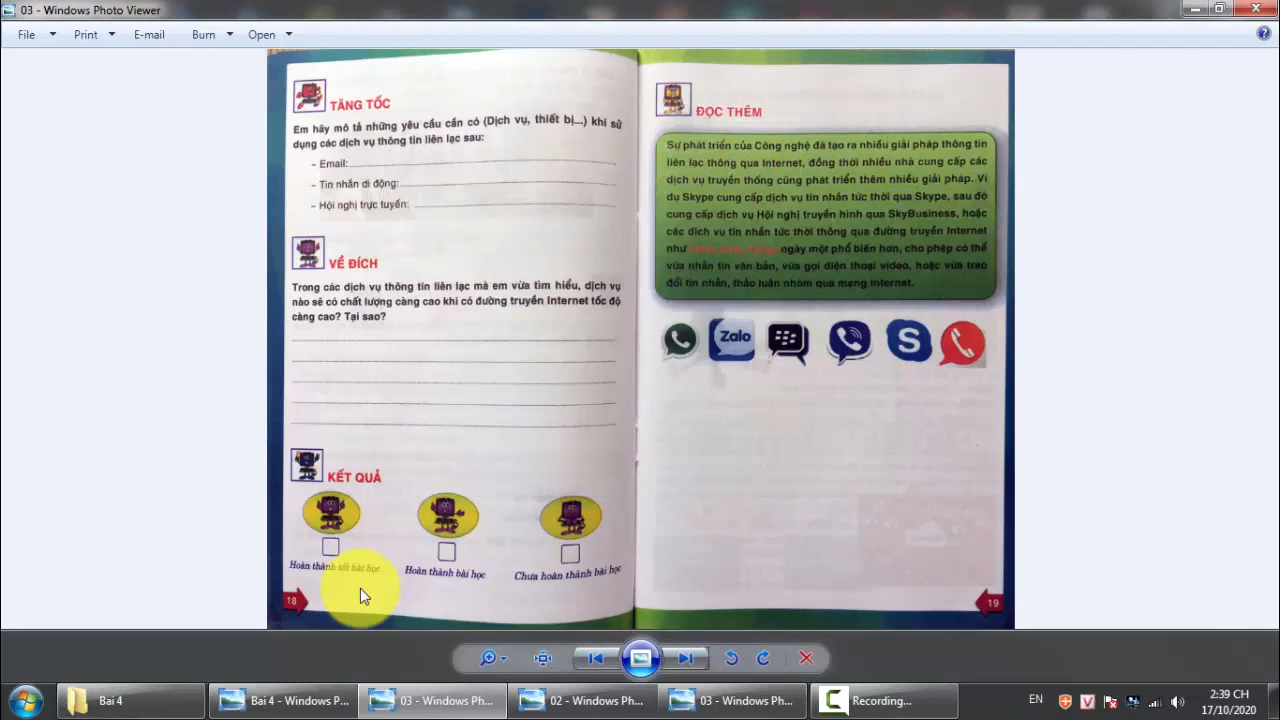 03 - Windows Photo Viewer
File Print E-mail Burn Open
TĂNG TỐC
Em hãy mô tả những yêu cầu cần có (Dịch vụ, thiết bị...) khi sử
dụng các dịch vụ thông tin liên lạc sau:
– Email:
– Tin nhắn di động:
– Hội nghị trực tuyến:
VỀ ĐÍCH
Trong các dịch vụ thông tin liên lạc mà em vừa tìm hiểu, dịch vụ
nào sẽ có chất lượng càng cao khi có đường truyền Internet tốc độ
càng cao? Tại sao?
KẾT QUẢ
Hoàn thành tốt bài học
Hoàn thành bài học
Chưa hoàn thành bài học
18
ĐỌC THÊM
Sự phát triển của Công nghệ đã tạo ra nhiều giải pháp thông tin
liên lạc thông qua Internet, đồng thời nhiều nhà cung cấp các
dịch vụ truyền thống cũng phát triển thêm nhiều giải pháp. Ví
dụ Skype cung cấp dịch vụ tin nhắn tức thời qua Skype, sau đó
cung cấp dịch vụ Hội nghị truyền hình qua SkyBusiness, hoặc
các dịch vụ tin nhắn tức thời thông qua đường truyền Internet
như ngày một phổ biến hơn, cho phép có thể
vừa nhắn tin văn bản, vừa gọi điện thoại video, hoặc vừa trao
đổi tin nhắn, thảo luận nhóm qua mạng Internet.
Zalo
19
Bai 4
Bai 4 - Windows P...
03 - Windows Ph...
02 - Windows Ph...
03 - Windows Ph...
Recording...
EN
2:39 CH
17/10/2020